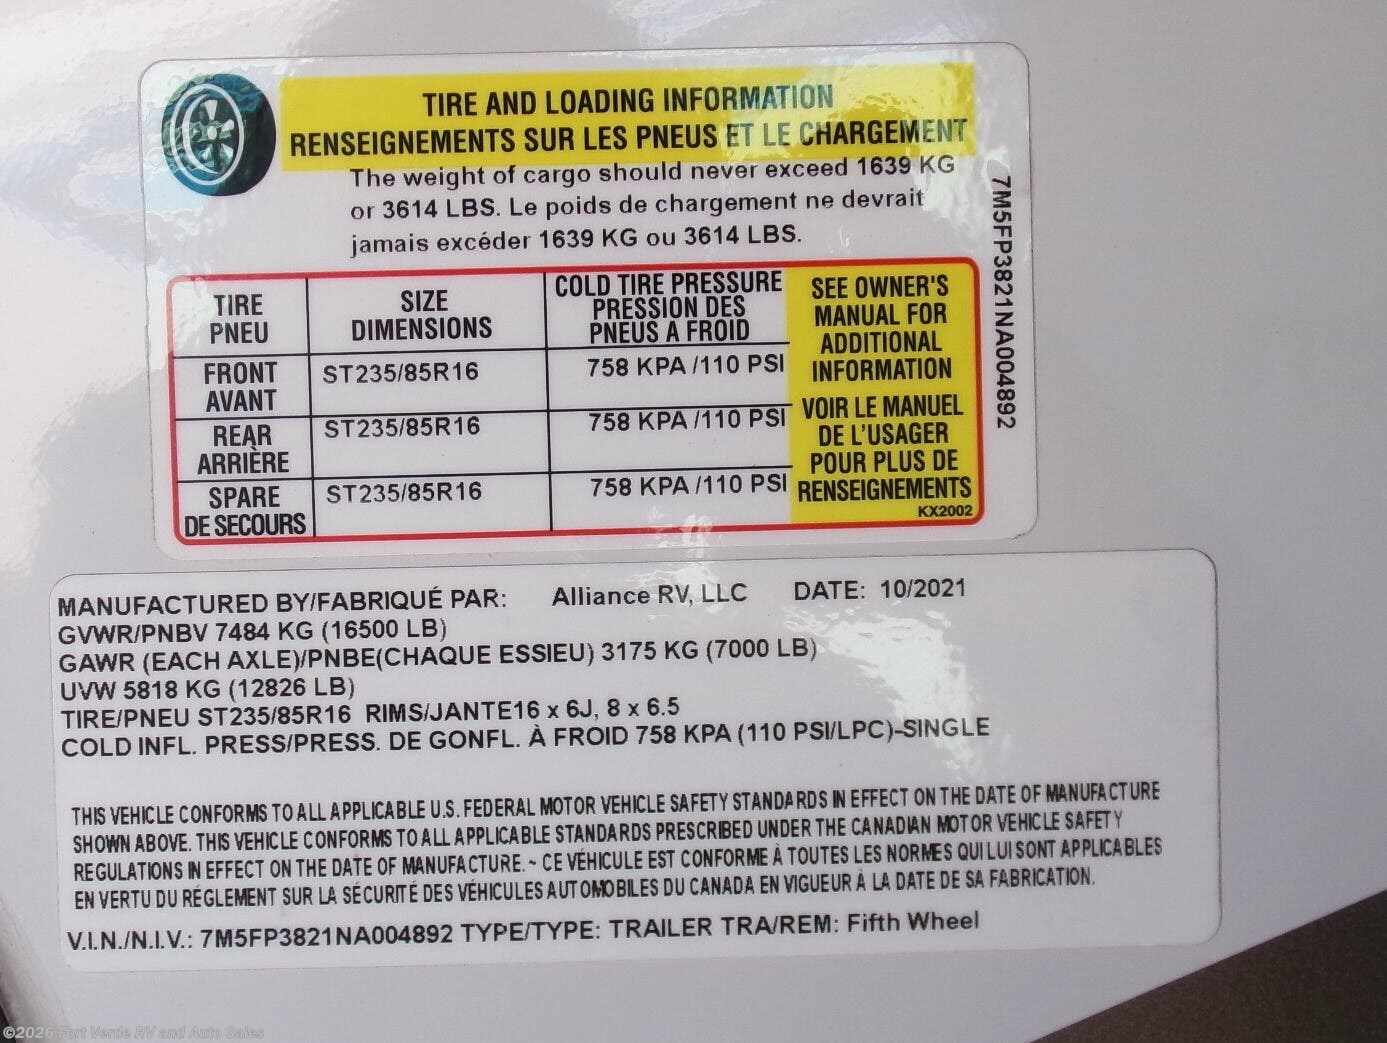 TIRE AND LOADING INFORMATION
RENSEIGNEMENTS SUR LES PNEUS ET LE CHARGEMENT
The weight of cargo should never exceed 1639 KG
or 3614 LBS. Le poids de chargement ne devrait
jamais excéder 1639 KG ou 3614 LBS.
TIRE
PNEU
SIZE
DIMENSIONS
COLD TIRE PRESSURE
PRESSION DES
PNEUS A FROID
FRONT
AVANT
ST235/85R16
758 KPA /110 PSI
REAR
ARRIÈRE
ST235/85R16
758 KPA /110 PSI
SPARE
DE SECOURS
ST235/85R16
758 KPA /110 PSI
SEE OWNER'S
MANUAL FOR
ADDITIONAL
INFORMATION
VOIR LE MANUEL
DE L'USAGER
POUR PLUS DE
RENSEIGNEMENTS
KX2002
7M5FP3821NA004892
MANUFACTURED BY/FABRIQUÉ PAR: Alliance RV, LLC DATE: 10/2021
GVWR/PNBV 7484 KG (16500 LB)
GAWR (EACH AXLE)/PNBE(CHAQUE ESSIEU) 3175 KG (7000 LB)
UVW 5818 KG (12826 LB)
TIRE/PNEU ST235/85R16 RIMS/JANTE16 x 6J, 8 x 6.5
COLD INFL. PRESS/PRESS. DE GONFL. À FROID 758 KPA (110 PSI/LPC)-SINGLE
THIS VEHICLE CONFORMS TO ALL APPLICABLE U.S. FEDERAL MOTOR VEHICLE SAFETY STANDARDS IN EFFECT ON THE DATE OF MANUFACTURE
SHOWN ABOVE. THIS VEHICLE CONFORMS TO ALL APPLICABLE STANDARDS PRESCRIBED UNDER THE CANADIAN MOTOR VEHICLE SAFETY
REGULATIONS IN EFFECT ON THE DATE OF MANUFACTURE. ~ CE VÉHICULE EST CONFORME À TOUTES LES NORMES QUI LUI SONT APPLICABLES
EN VERTU DU RÉGLEMENT SUR LA SÉCURITÉ DES VÉHICULES AUTOMOBILES DU CANADA EN VIGUEUR À LA DATE DE SA FABRICATION.
V.I.N./N.I.V.: 7M5FP3821NA004892 TYPE/TYPE: TRAILER TRA/REM: Fifth Wheel
©2026 Fort Verde RV and Auto Sales